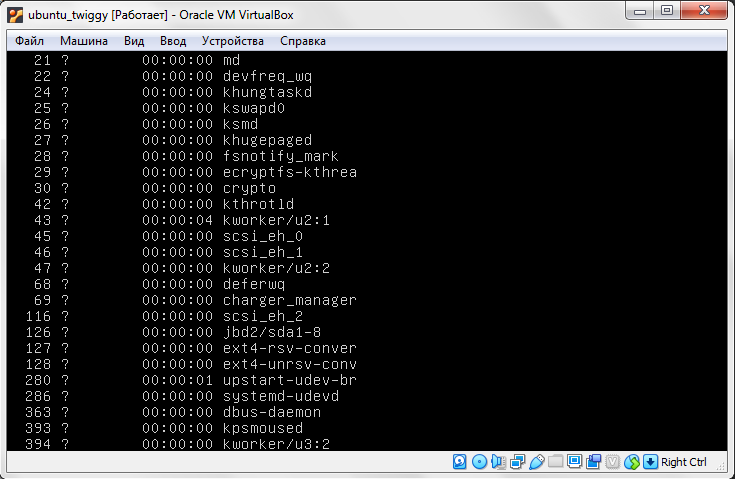 ubuntu_twiggy [Работает] - Oracle VM VirtualBox
Файл Машина Вид Ввод Устройства Справка
21 ? 00:00:00 md
22 ? 00:00:00 devfreq_wq
24 ? 00:00:00 khungtaskd
25 ? 00:00:00 kswapd0
26 ? 00:00:00 ksmd
27 ? 00:00:00 khugepaged
28 ? 00:00:00 fsnotify_mark
29 ? 00:00:00 ecryptfs-kthrea
30 ? 00:00:00 crypto
42 ? 00:00:00 kthrotld
43 ? 00:00:04 kworker/u2:1
45 ? 00:00:00 scsi_eh_0
46 ? 00:00:00 scsi_eh_1
47 ? 00:00:00 kworker/u2:2
68 ? 00:00:00 deferwq
69 ? 00:00:00 charger_manager
116 ? 00:00:00 scsi_eh_2
126 ? 00:00:00 jbd2/sda1-8
127 ? 00:00:00 ext4-rsv-conver
128 ? 00:00:00 ext4-unrsv-conv
280 ? 00:00:01 upstart-udev-br
286 ? 00:00:00 systemd-udevd
363 ? 00:00:00 dbus-daemon
393 ? 00:00:00 kpsmoused
394 ? 00:00:00 kworker/u3:2
Right Ctrl